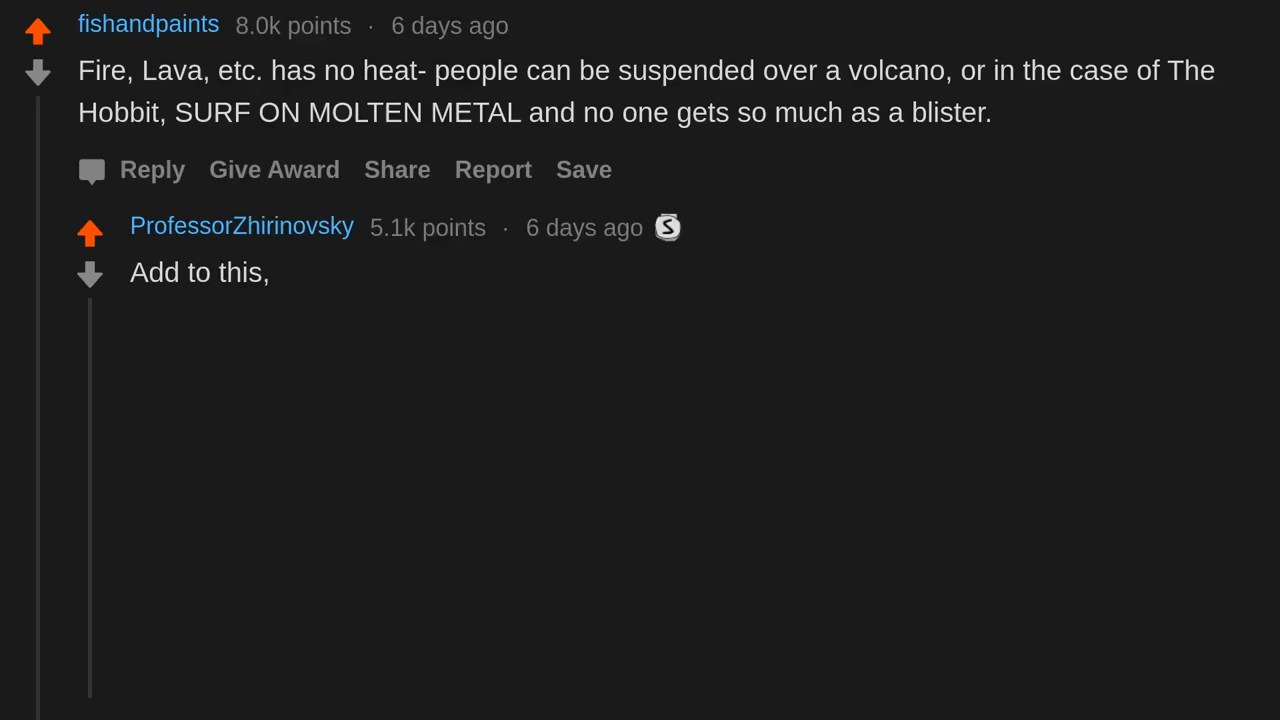 fishandpaints 8.0k points · 6 days ago
Fire, Lava, etc. has no heat- people can be suspended over a volcano, or in the case of The
Hobbit, SURF ON MOLTEN METAL and no one gets so much as a blister.
Reply Give Award Share Report Save
ProfessorZhirinovsky 5.1k points · 6 days ago S
Add to this,